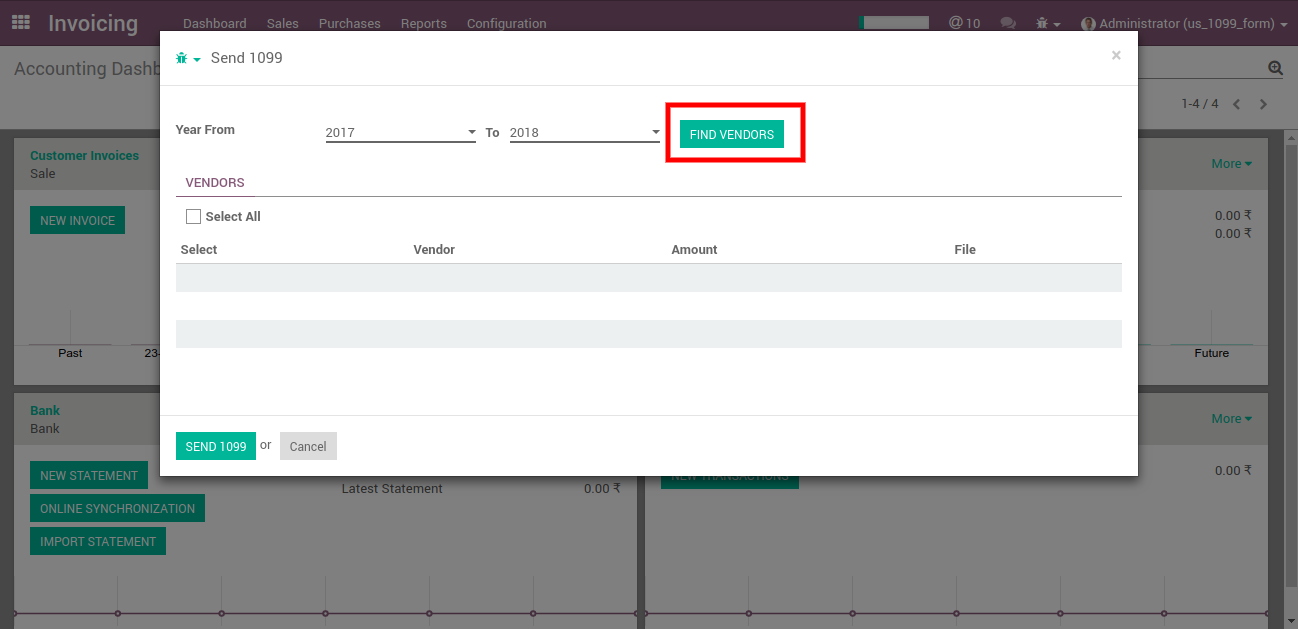 Invoicing Dashboard Sales Purchases Reports Configuration @ 10 Administrator (us_1099_form)
Accounting Dashb
Send 1099 ×
1-4 / 4
Year From 2017 To 2018 FIND VENDORS
Customer Invoices
Sale
More
VENDORS
NEW INVOICE
Select All
0.00 ₹
0.00 ₹
Select Vendor Amount File
Past 23- Future
Bank
Bank
More
SEND 1099 or Cancel
NEW STATEMENT
NEW TRANSACTIONS
0.00 ₹
Latest Statement 0.00 ₹
ONLINE SYNCHRONIZATION
IMPORT STATEMENT